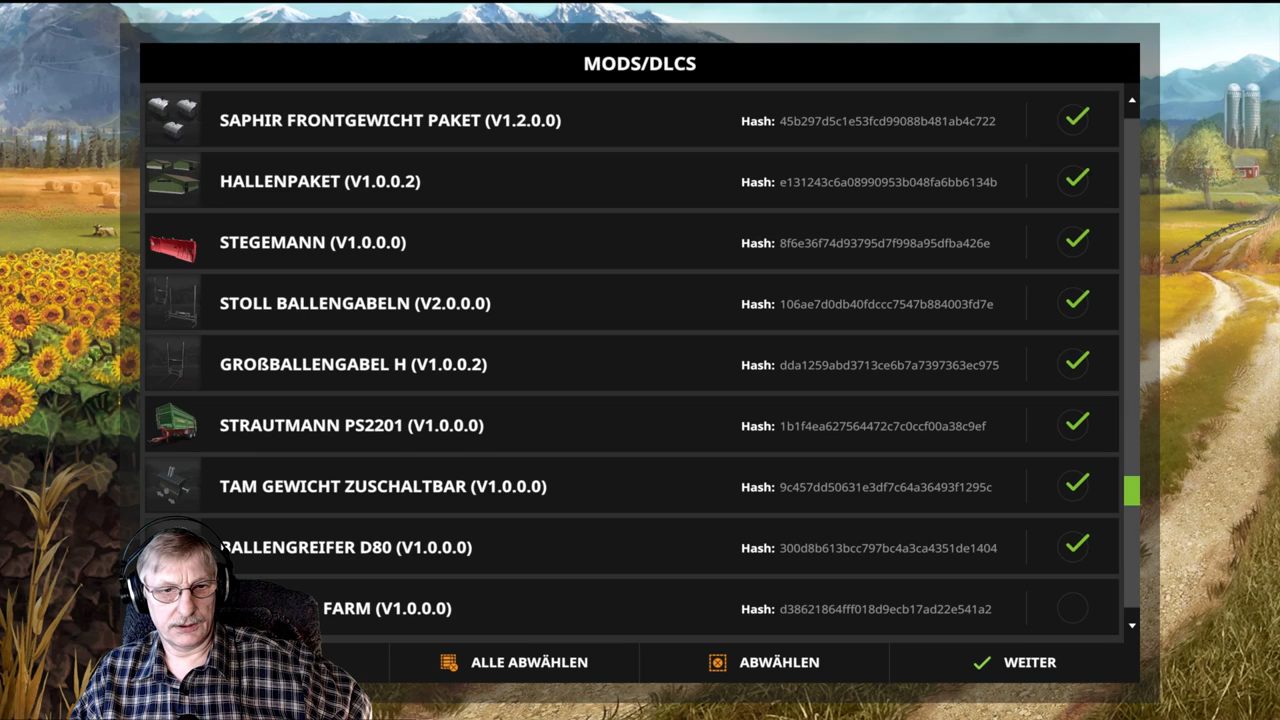 MODS/DLCS
SAPHIR FRONTGEWICHT PAKET (V1.2.0.0) Hash: 45b297d5c1e53fcd99088b481ab4c722
HALLENPAKET (V1.0.0.2) Hash: e131243c6a08990953b048fa6bb6134b
STEGEMANN (V1.0.0.0) Hash: 8f6e36f74d93795d7f998a95dfba426e
STOLL BALLENGABELN (V2.0.0.0) Hash: 106ae7d0db40fdccc7547b884003fd7e
GROßBALLENGABEL H (V1.0.0.2) Hash: dda1259abd3713ce6b7a7397363ec975
STRAUTMANN PS2201 (V1.0.0.0) Hash: 1b1f4ea627564472c7c0ccf00a38c9ef
TAM GEWICHT ZUSCHALTBAR (V1.0.0.0) Hash: 9c457dd50631e3df7c64a36493f1295c
BALLENGREIFER D80 (V1.0.0.0) Hash: 300d8b613bcc797bc4a3ca4351de1404
FARM (V1.0.0.0) Hash: d38621864fff018d9ecb17ad22e541a2
ALLE ABWÄHLEN ABWÄHLEN WEITER